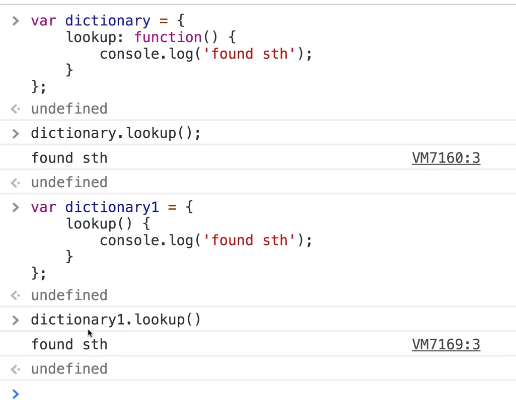 > var dictionary = {
lookup: function() {
console.log('found sth');
}
};
<· undefined
> dictionary.lookup();
found sth VM7160:3
<· undefined
> var dictionary1 = {
lookup() {
console.log('found sth');
}
};
<· undefined
> dictionary1.lookup()
found sth VM7169:3
<· undefined
>